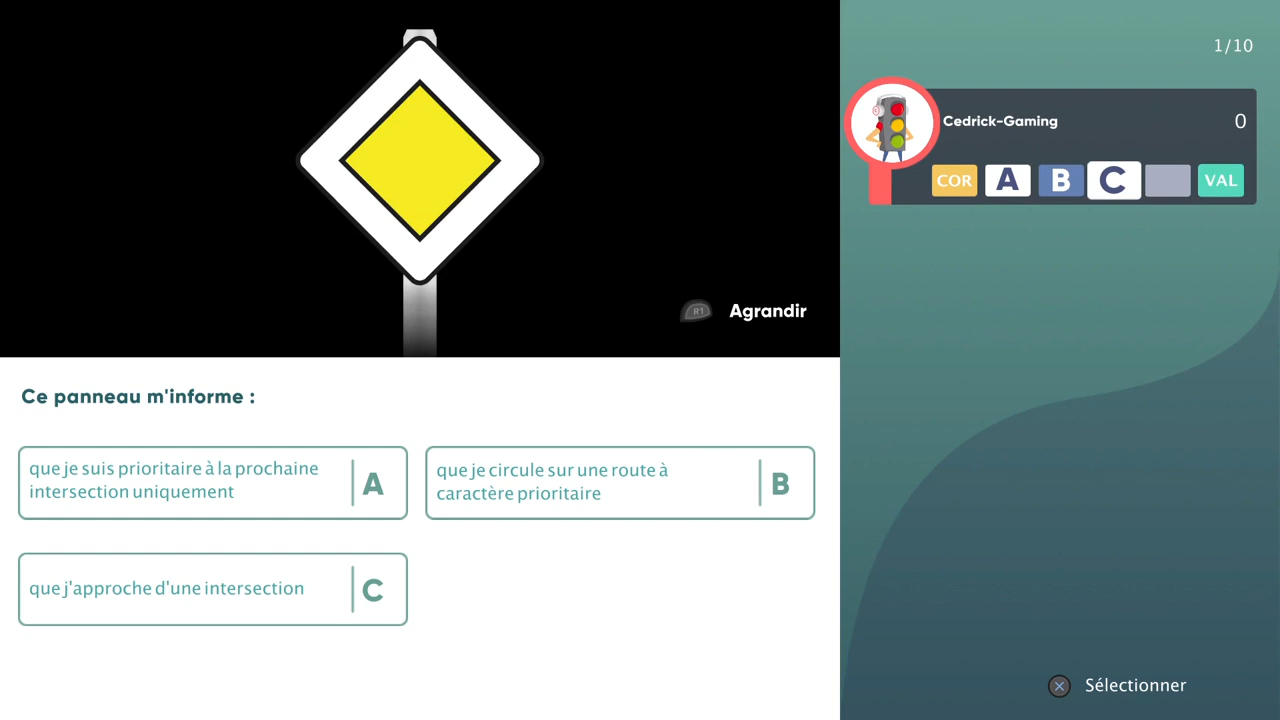 1/10
Cedrick-Gaming
0
COR A B C VAL
R1 Agrandir
Ce panneau m'informe :
que je suis prioritaire à la prochaine
intersection uniquement
A
que je circule sur une route à
caractère prioritaire
B
que j'approche d'une intersection
C
Sélectionner